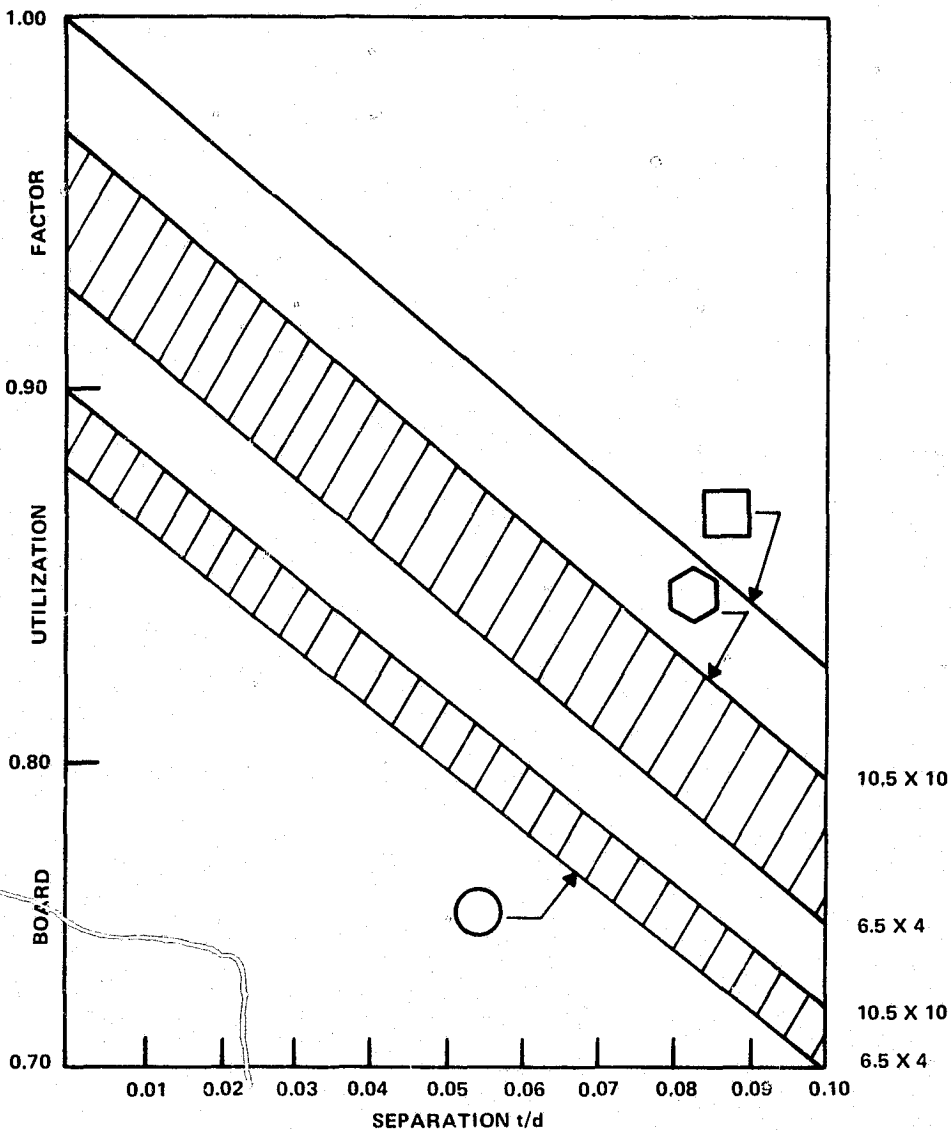 1.00
0.90
0.80
0.70
BOARD UTILIZATION FACTOR
10.5 X 10
6.5 X 4
10.5 X 10
6.5 X 4
0.01 0.02 0.03 0.04 0.05 0.06 0.07 0.08 0.09 0.10
SEPARATION t/d